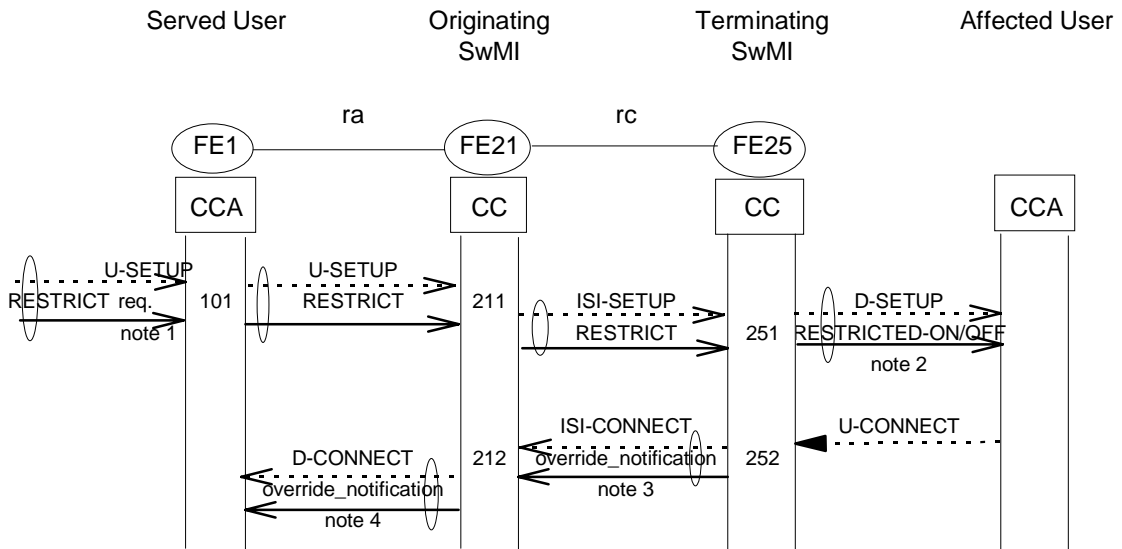 Served User
Originating
SwMI
Terminating
SwMI
Affected User
ra
rc
FE1
FE21
FE25
CCA
CC
CC
CCA
U-SETUP
RESTRICT req.
note 1
101
U-SETUP
RESTRICT
211
ISI-SETUP
RESTRICT
251
D-SETUP
RESTRICTED-ON/OFF
note 2
U-CONNECT
252
ISI-CONNECT
override_notification
note 3
212
D-CONNECT
override_notification
note 4